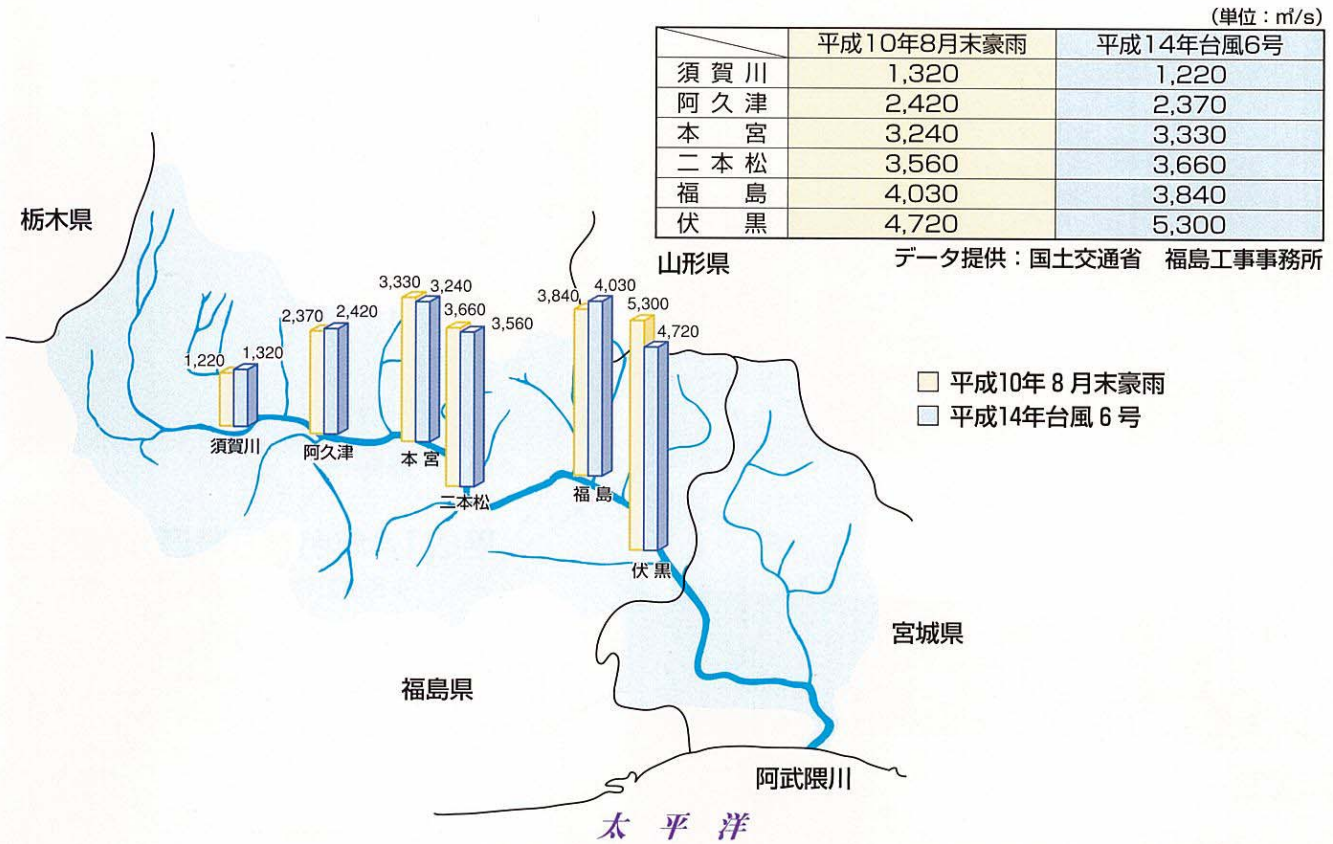 (単位：㎥/s)
平成10年8月末豪雨 平成14年台風6号
須賀川 1,320 1,220
阿久津 2,420 2,370
本宮 3,240 3,330
二本松 3,560 3,660
福島 4,030 3,840
伏黒 4,720 5,300
データ提供：国土交通省 福島工事事務所
栃木県
山形県
1,220 1,320
2,370 2,420
3,330 3,240
3,660 3,560
3,840 4,030
5,300 4,720
平成10年8月末豪雨
平成14年台風6号
須賀川
阿久津
本宮
二本松
福島
伏黒
宮城県
福島県
阿武隈川
太平洋